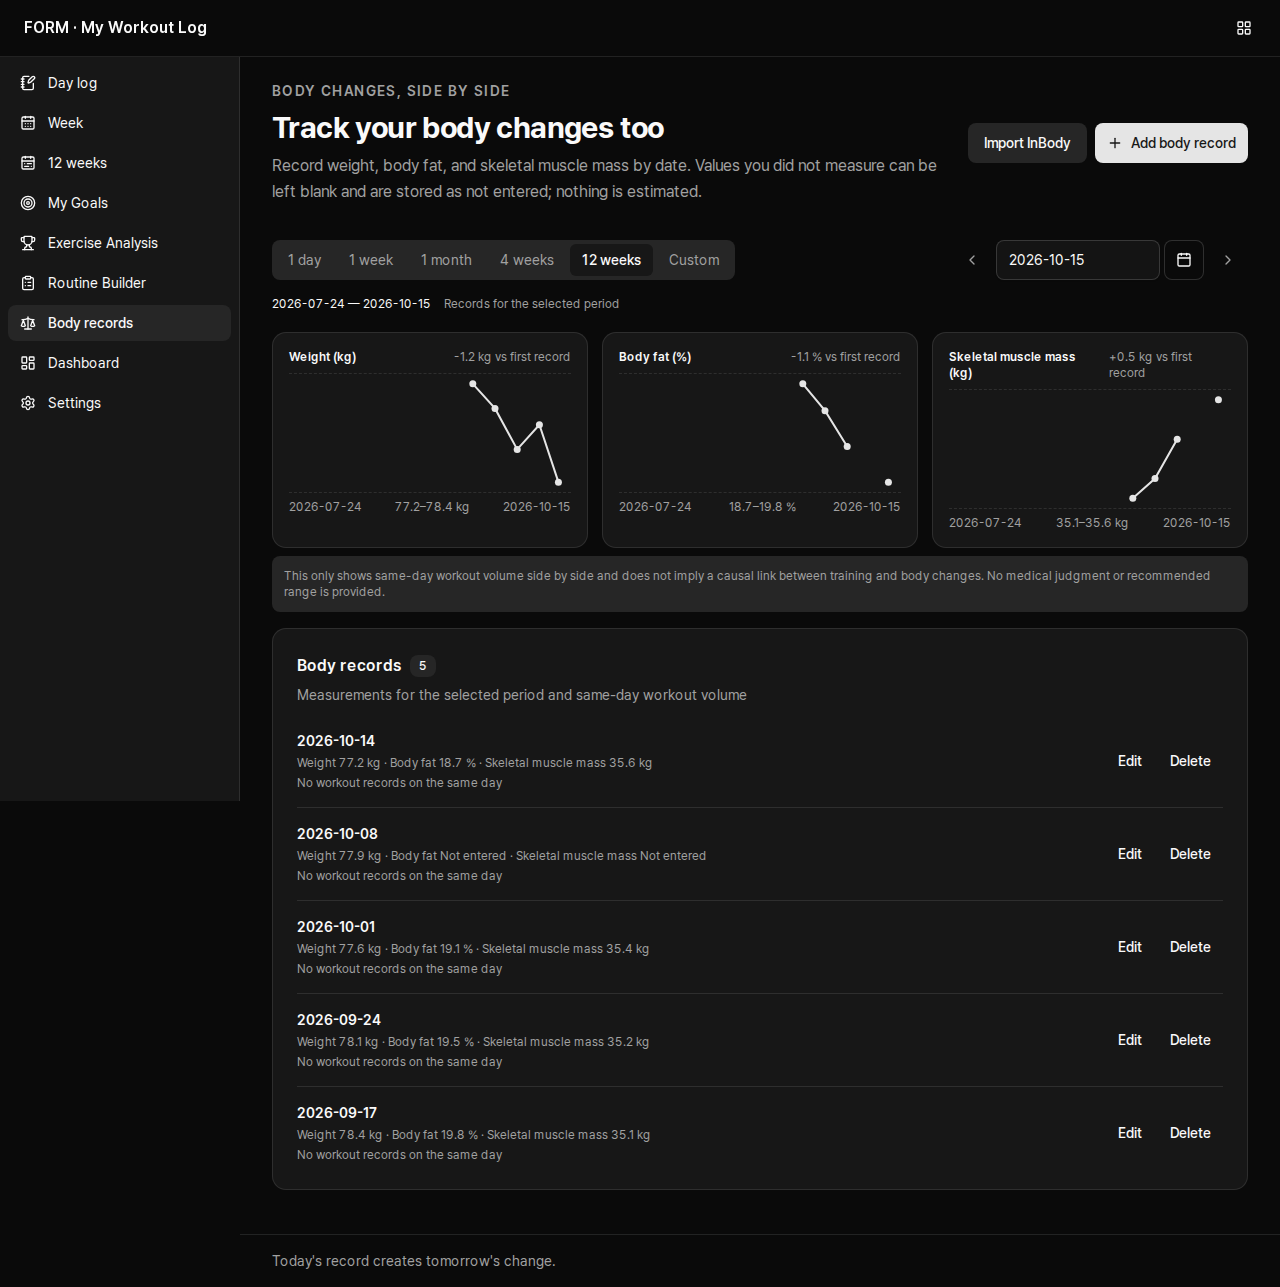 FORM · My Workout Log
Day log
Week
12 weeks
My Goals
Exercise Analysis
Routine Builder
Body records
Dashboard
Settings
BODY CHANGES, SIDE BY SIDE
Track your body changes too
Record weight, body fat, and skeletal muscle mass by date. Values you did not measure can be
left blank and are stored as not entered; nothing is estimated.
Import InBody
Add body record
1 day 1 week 1 month 4 weeks 12 weeks Custom
2026-10-15
2026-07-24 — 2026-10-15 Records for the selected period
Weight (kg) -1.2 kg vs first record
2026-07-24 77.2–78.4 kg 2026-10-15
Body fat (%) -1.1 % vs first record
2026-07-24 18.7–19.8 % 2026-10-15
Skeletal muscle mass
(kg)
+0.5 kg vs first
record
2026-07-24 35.1–35.6 kg 2026-10-15
This only shows same-day workout volume side by side and does not imply a causal link between training and body changes. No medical judgment or recommended
range is provided.
Body records 5
Measurements for the selected period and same-day workout volume
2026-10-14
Weight 77.2 kg · Body fat 18.7 % · Skeletal muscle mass 35.6 kg
No workout records on the same day
Edit Delete
2026-10-08
Weight 77.9 kg · Body fat Not entered · Skeletal muscle mass Not entered
No workout records on the same day
Edit Delete
2026-10-01
Weight 77.6 kg · Body fat 19.1 % · Skeletal muscle mass 35.4 kg
No workout records on the same day
Edit Delete
2026-09-24
Weight 78.1 kg · Body fat 19.5 % · Skeletal muscle mass 35.2 kg
No workout records on the same day
Edit Delete
2026-09-17
Weight 78.4 kg · Body fat 19.8 % · Skeletal muscle mass 35.1 kg
No workout records on the same day
Edit Delete
Today's record creates tomorrow's change.